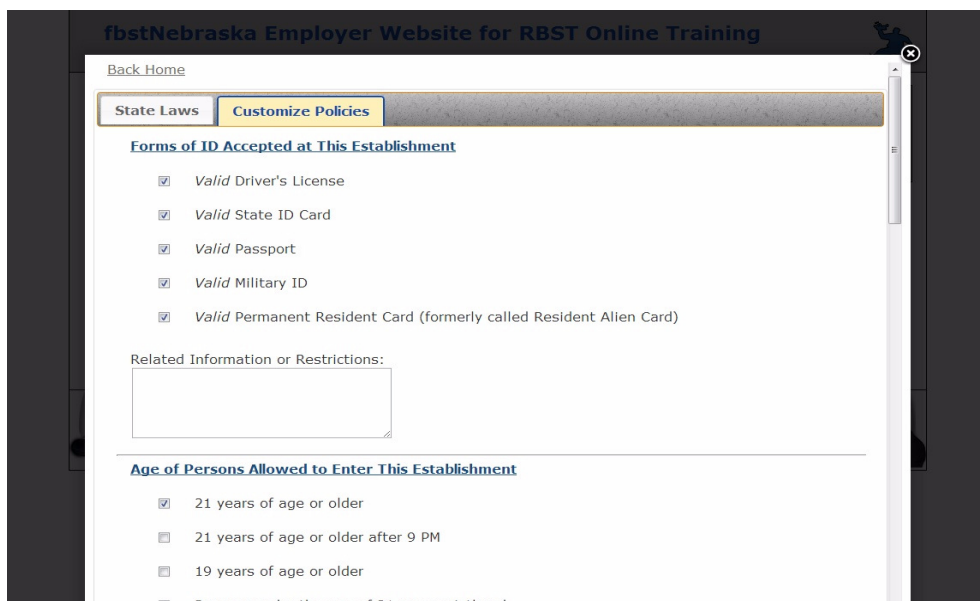 fbstNebraska Employer Website for RBST Online Training
Back Home
State Laws
Customize Policies
Forms of ID Accepted at This Establishment
Valid Driver's License
Valid State ID Card
Valid Passport
Valid Military ID
Valid Permanent Resident Card (formerly called Resident Alien Card)
Related Information or Restrictions:
Age of Persons Allowed to Enter This Establishment
21 years of age or older
21 years of age or older after 9 PM
19 years of age or older